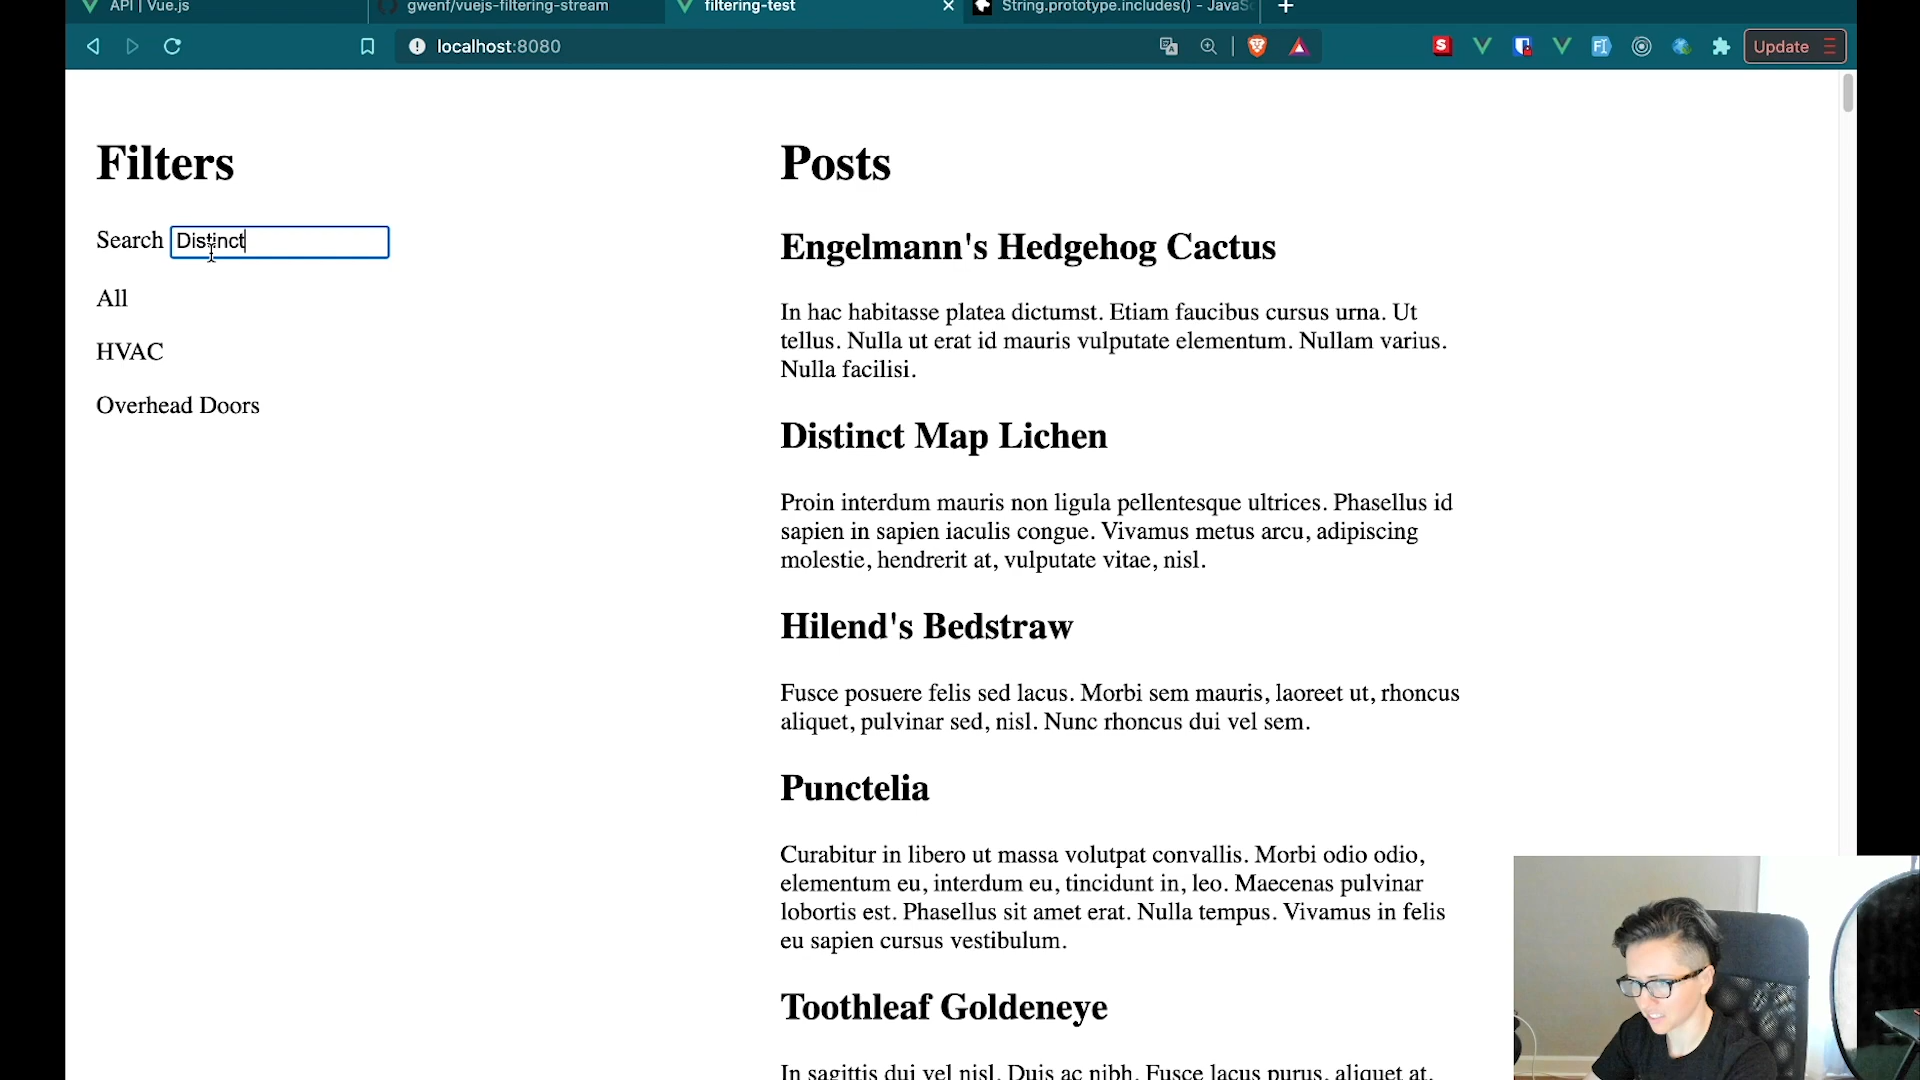 API | Vue.js
gwenf/vuejs-filtering-stream
filtering-test
String.prototype.includes() - JavaSc
localhost:8080
Update
Filters
Search Distinct
All
HVAC
Overhead Doors
Posts
Engelmann's Hedgehog Cactus
In hac habitasse platea dictumst. Etiam faucibus cursus urna. Ut
tellus. Nulla ut erat id mauris vulputate elementum. Nullam varius.
Nulla facilisi.
Distinct Map Lichen
Proin interdum mauris non ligula pellentesque ultrices. Phasellus id
sapien in sapien iaculis congue. Vivamus metus arcu, adipiscing
molestie, hendrerit at, vulputate vitae, nisl.
Hilend's Bedstraw
Fusce posuere felis sed lacus. Morbi sem mauris, laoreet ut, rhoncus
aliquet, pulvinar sed, nisl. Nunc rhoncus dui vel sem.
Punctelia
Curabitur in libero ut massa volutpat convallis. Morbi odio odio,
elementum eu, interdum eu, tincidunt in, leo. Maecenas pulvinar
lobortis est. Phasellus sit amet erat. Nulla tempus. Vivamus in felis
eu sapien cursus vestibulum.
Toothleaf Goldeneye
In sagittis dui vel nisl. Duis ac nibh. Fusce lacus purus, aliquet at,